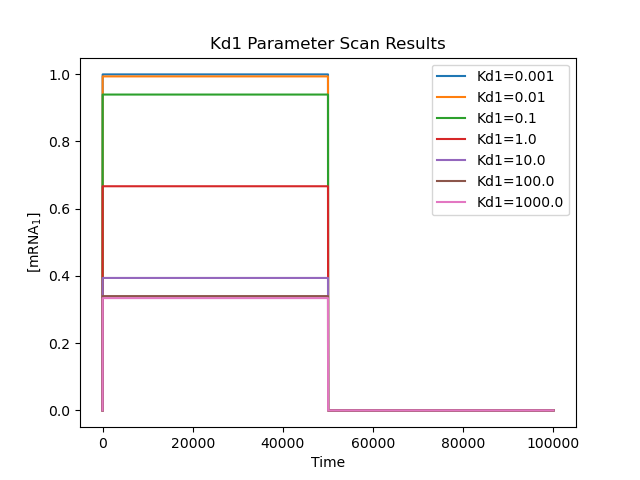 Kd1 Parameter Scan Results
1.0
0.8
0.6
0.4
0.2
0.0
[mRNA₁]
Kd1=0.001
Kd1=0.01
Kd1=0.1
Kd1=1.0
Kd1=10.0
Kd1=100.0
Kd1=1000.0
0 20000 40000 60000 80000 100000
Time